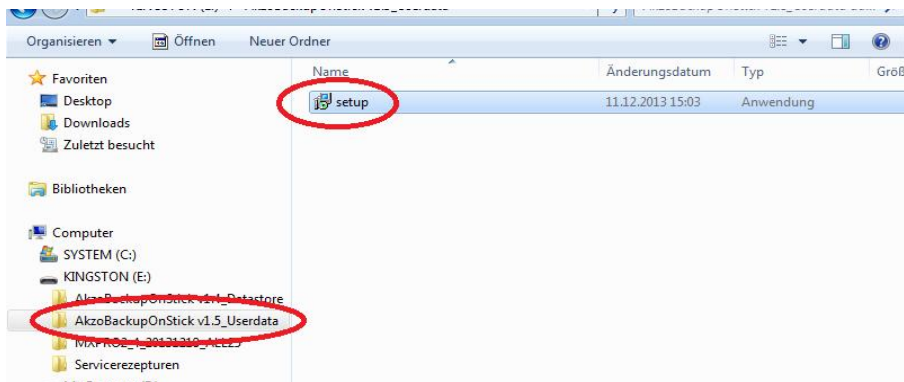 Organisieren Öffnen Neuer Ordner
Name Änderungsdatum Typ Größ
setup 11.12.2013 15:03 Anwendung
Favoriten
Desktop
Downloads
Zuletzt besucht
Bibliotheken
Computer
SYSTEM (C:)
KINGSTON (E:)
AkzoBackupOnStick v1.4_Datastore
AkzoBackupOnStick v1.5_Userdata
Servicerezepturen